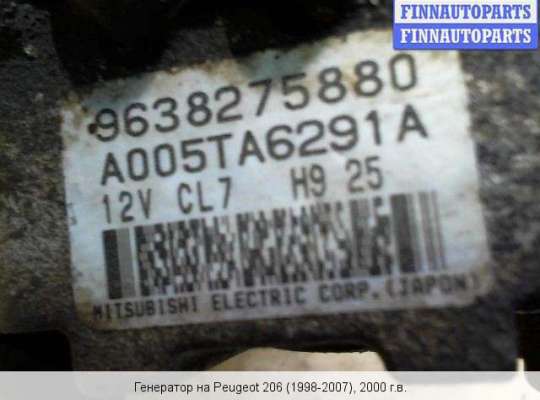 FINNAUTOPARTS
FINNAUTOPARTS
9638275880
A005TA6291A
12V CL7 H9 25
MITSUBISHI ELECTRIC CORP.(JAPON)
Генератор на Peugeot 206 (1998-2007), 2000 г.в.